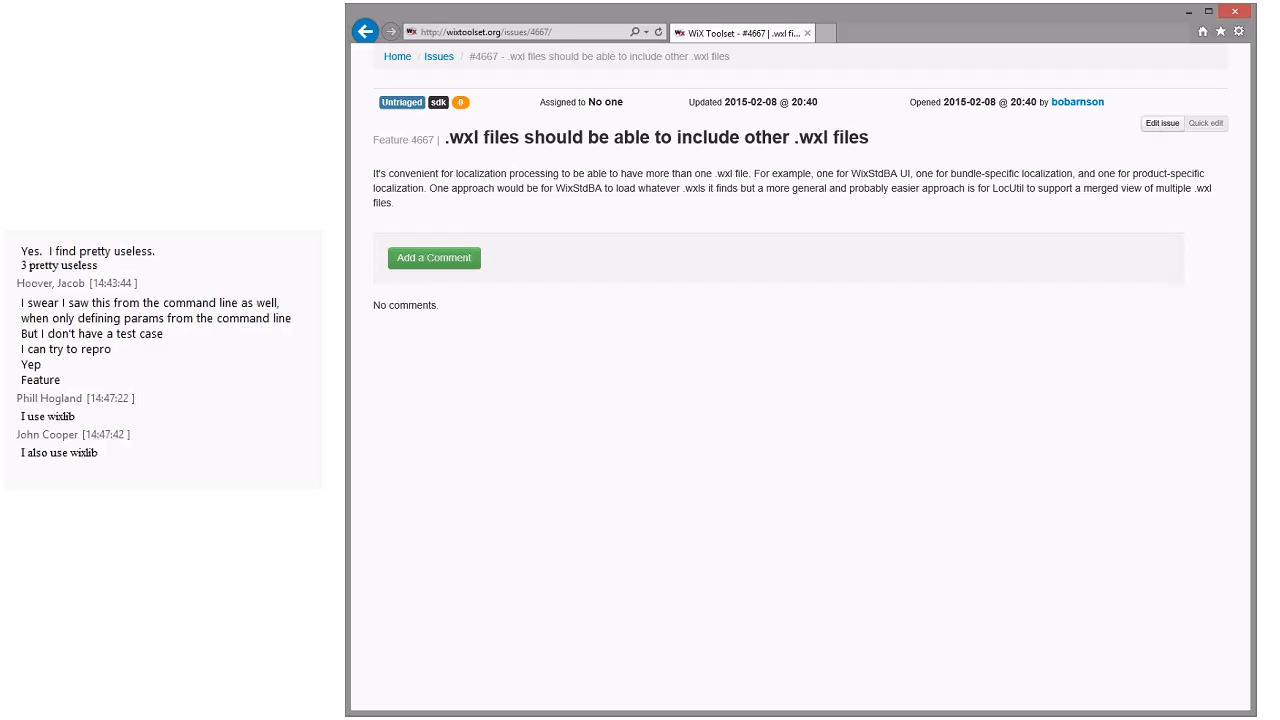 Yes. I find pretty useless.
3 pretty useless
Hoover, Jacob [14:43:44 ]
I swear I saw this from the command line as well,
when only defining params from the command line
But I don't have a test case
I can try to repro
Yep
Feature
Phill Hogland [14:47:22 ]
I use wixlib
John Cooper [14:47:42 ]
I also use wixlib
http://wixtoolset.org/issues/4667/
WiX Toolset - #4667 | .wxl fi...
Home / Issues / #4667 - .wxl files should be able to include other .wxl files
Untriaged sdk 0 Assigned to No one Updated 2015-02-08 @ 20:40 Opened 2015-02-08 @ 20:40 by bobarnson
Edit issue Quick edit
Feature 4667 | .wxl files should be able to include other .wxl files
It's convenient for localization processing to be able to have more than one .wxl file. For example, one for WixStdBA UI, one for bundle-specific localization, and one for product-specific
localization. One approach would be for WixStdBA to load whatever .wxls it finds but a more general and probably easier approach is for LocUtil to support a merged view of multiple .wxl
files.
Add a Comment
No comments.